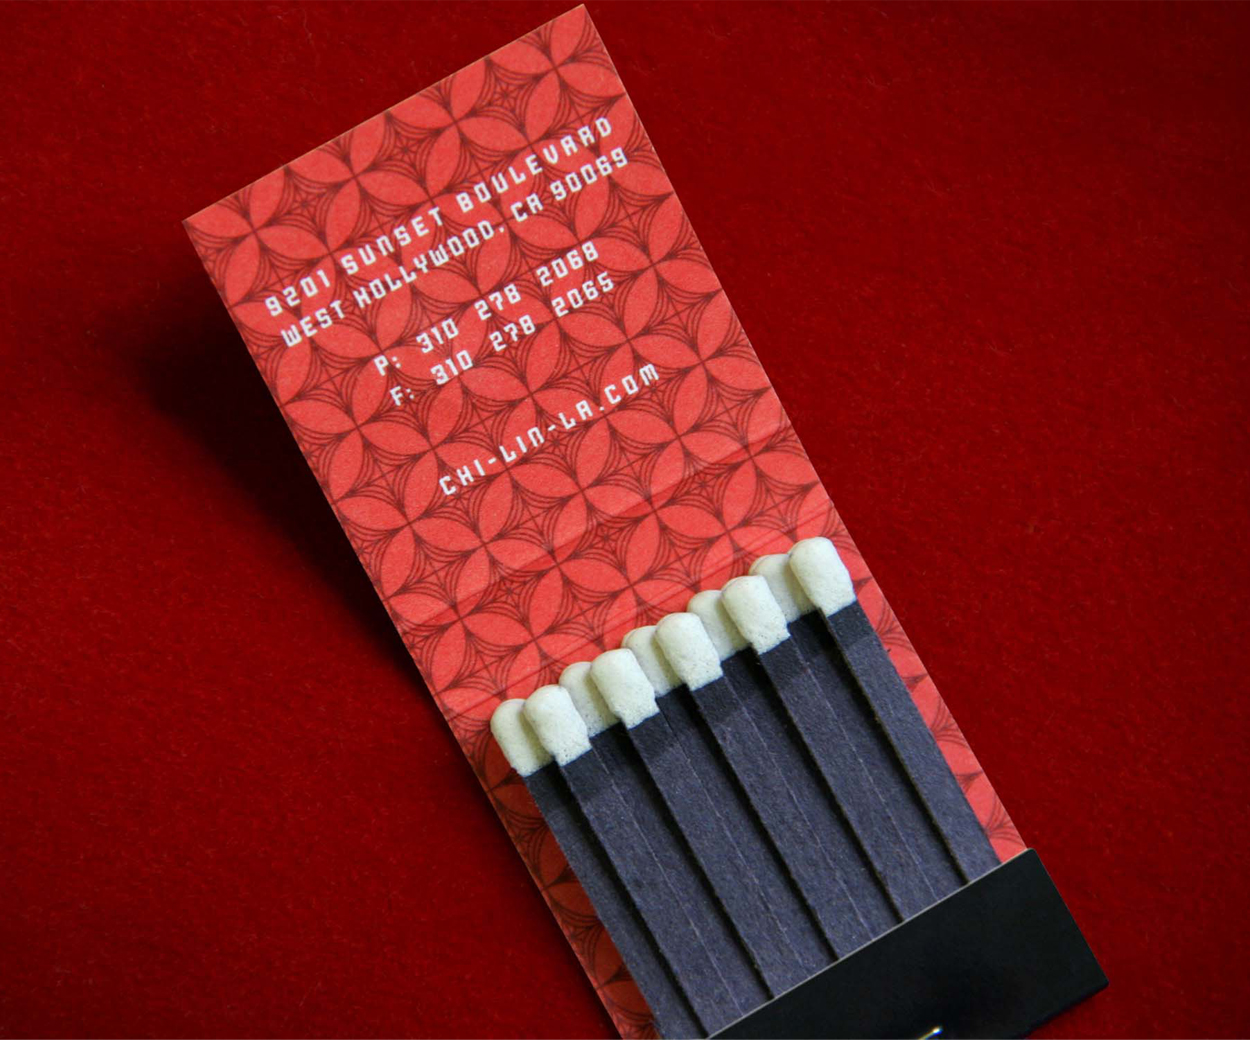 9201 SUNSET BOULEVARD
WEST HOLLYWOOD, CA 90069
P: 310 278 2068
F: 310 278 2065
CHI-LIN-LA.COM